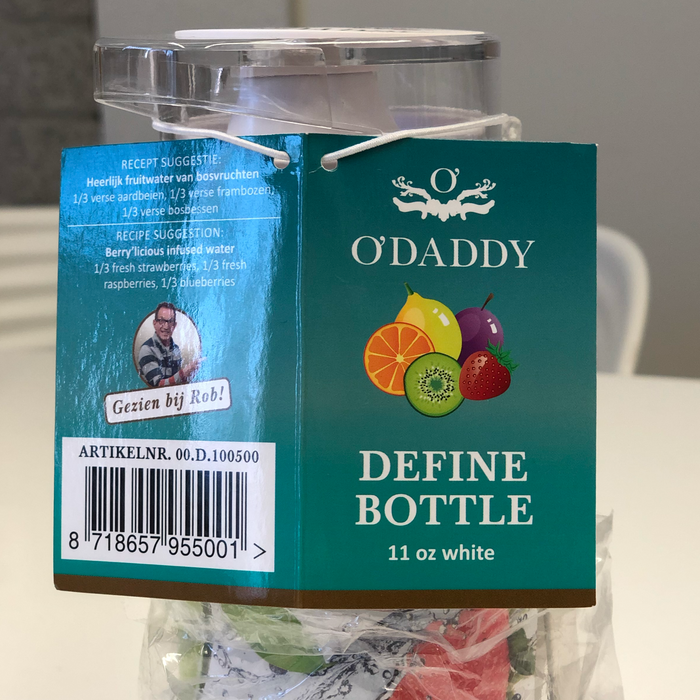 RECEPT SUGGESTIE:
Heerlijk fruitwater van bosvruchten
1/3 verse aardbeien, 1/3 verse frambozen,
1/3 verse bosbessen
RECIPE SUGGESTION:
Berry'licious infused water
1/3 fresh strawberries, 1/3 fresh
raspberries, 1/3 blueberries
Gezien bij Rob!
ARTIKELNR. 00.D.100500
8 718657 955001 >
O'
O'DADDY
DEFINE
BOTTLE
11 oz white